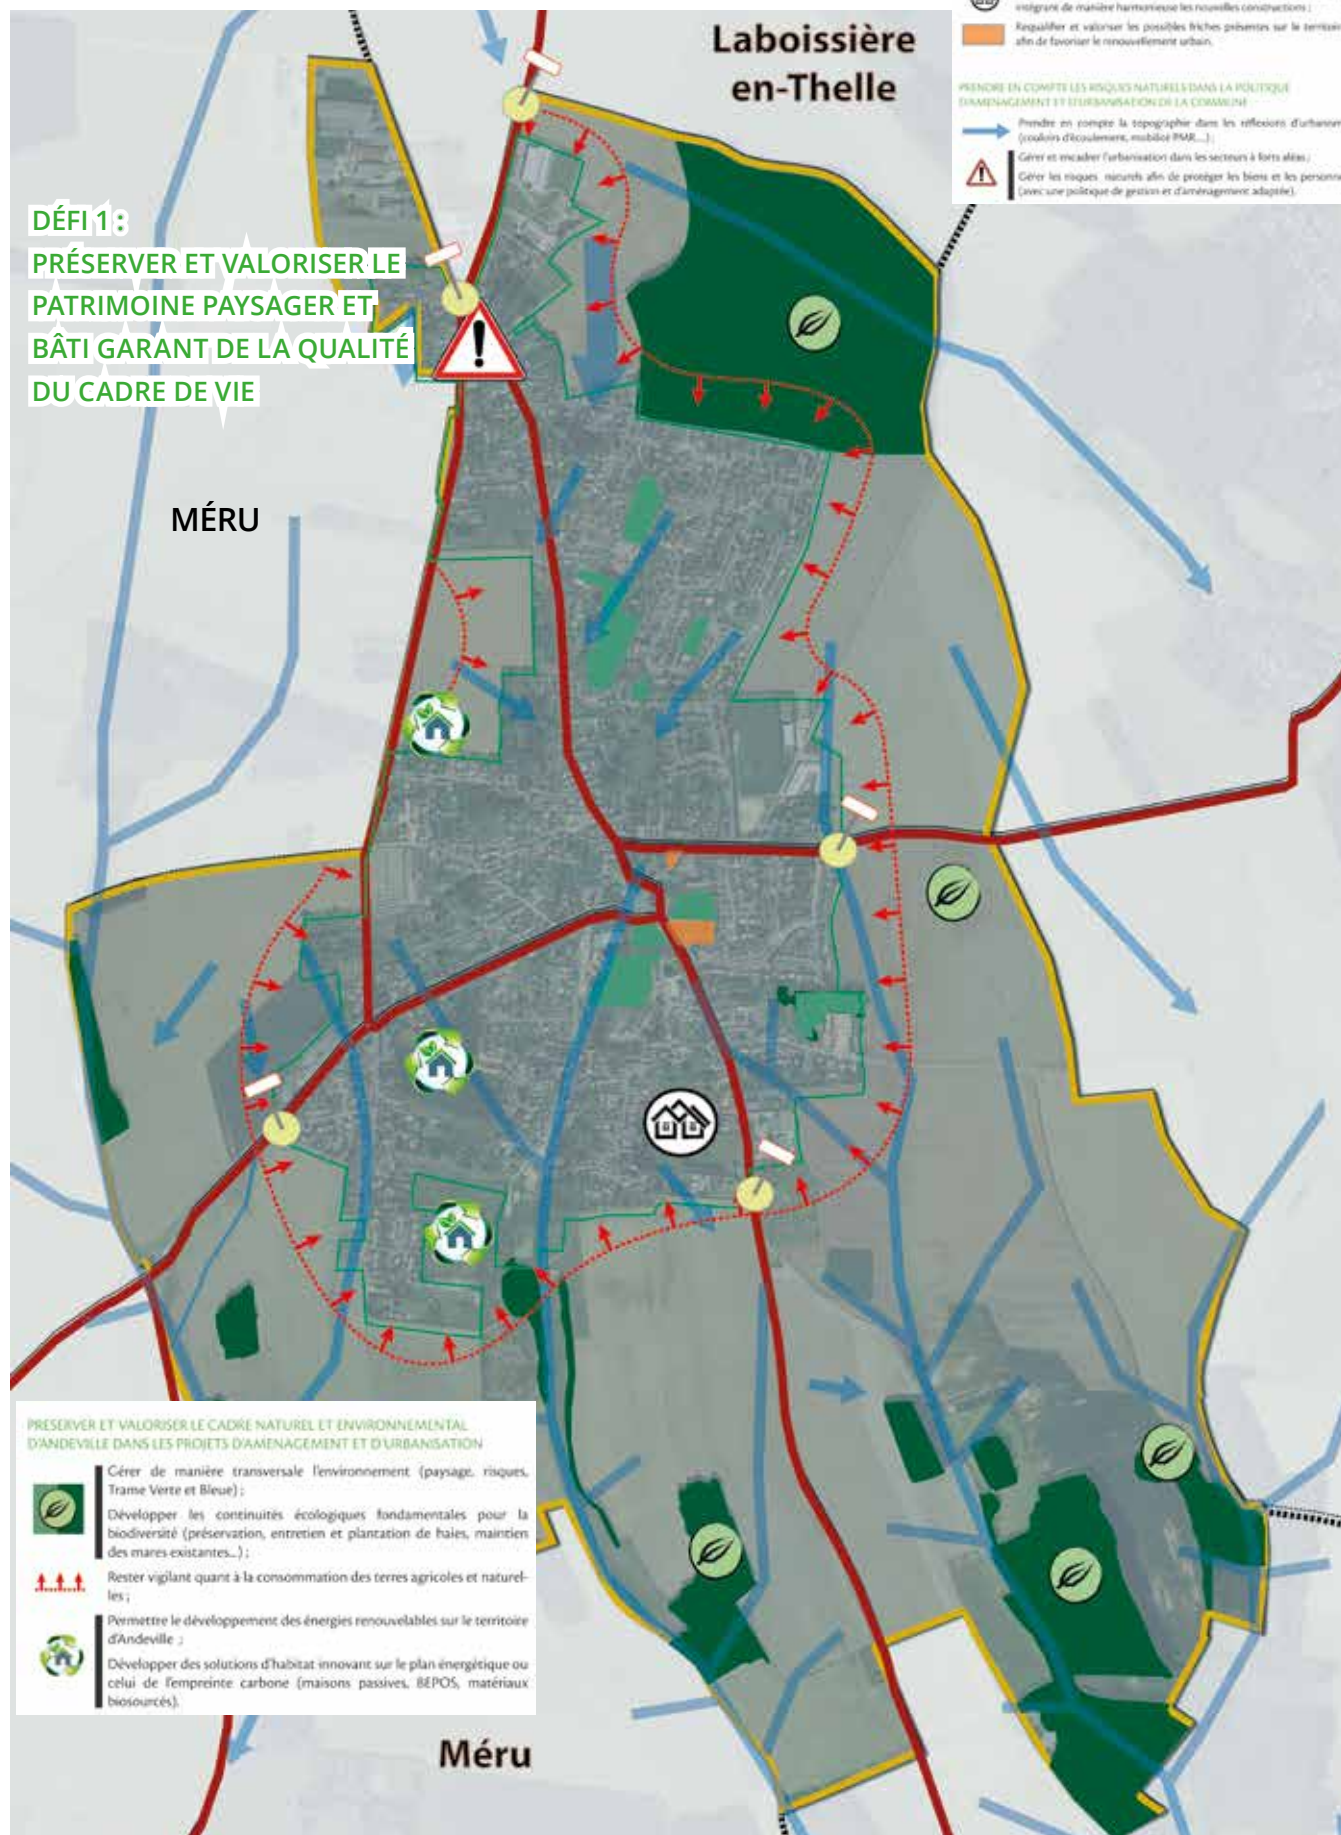 Laboissière
en-Thelle
intégrant de manière harmonieuse les nouvelles constructions ;
Requalifier et valoriser les possibles friches présentes sur le territoir
afin de favoriser le renouvellement urbain.
PRENDRE EN COMPTE LES RISQUES NATURELS DANS LA POLITIQUE
D'AMENAGEMENT ET D'URBANISATION DE LA COMMUNE
Prendre en compte la topographie dans les réflexions d'urbanism
(couloirs d'écoulement, mobilité PMR...) ;
Gérer et encadrer l'urbanisation dans les secteurs à forts aléas ;
Gérer les risques naturels afin de protéger les biens et les personn
(avec une politique de gestion et d'aménagement adaptée).
DÉFI 1 :
PRÉSERVER ET VALORISER LE
PATRIMOINE PAYSAGER ET
BÂTI GARANT DE LA QUALITÉ
DU CADRE DE VIE
MÉRU
PRESERVER ET VALORISER LE CADRE NATUREL ET ENVIRONNEMENTAL
D'ANDEVILLE DANS LES PROJETS D'AMENAGEMENT ET D'URBANISATION
Gérer de manière transversale l'environnement (paysage, risques,
Trame Verte et Bleue) ;
Développer les continuités écologiques fondamentales pour la
biodiversité (préservation, entretien et plantation de haies, maintien
des mares existantes...) ;
Rester vigilant quant à la consommation des terres agricoles et naturel-
les ;
Permettre le développement des énergies renouvelables sur le territoire
d'Andeville ;
Développer des solutions d'habitat innovant sur le plan énergétique ou
celui de l'empreinte carbone (maisons passives, BEPOS, matériaux
biosourcés).
Méru